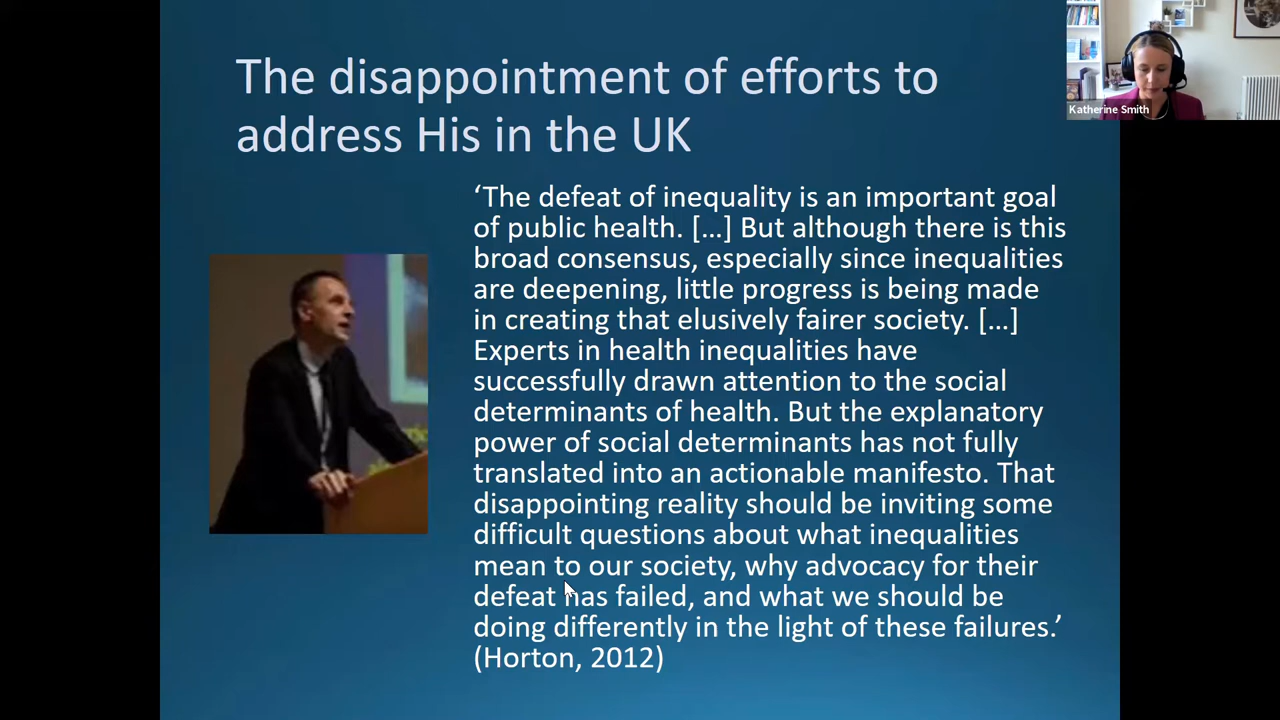 The disappointment of efforts to
address His in the UK
Katherine Smith
‘The defeat of inequality is an important goal
of public health. […] But although there is this
broad consensus, especially since inequalities
are deepening, little progress is being made
in creating that elusively fairer society. […]
Experts in health inequalities have
successfully drawn attention to the social
determinants of health. But the explanatory
power of social determinants has not fully
translated into an actionable manifesto. That
disappointing reality should be inviting some
difficult questions about what inequalities
mean to our society, why advocacy for their
defeat has failed, and what we should be
doing differently in the light of these failures.’
(Horton, 2012)